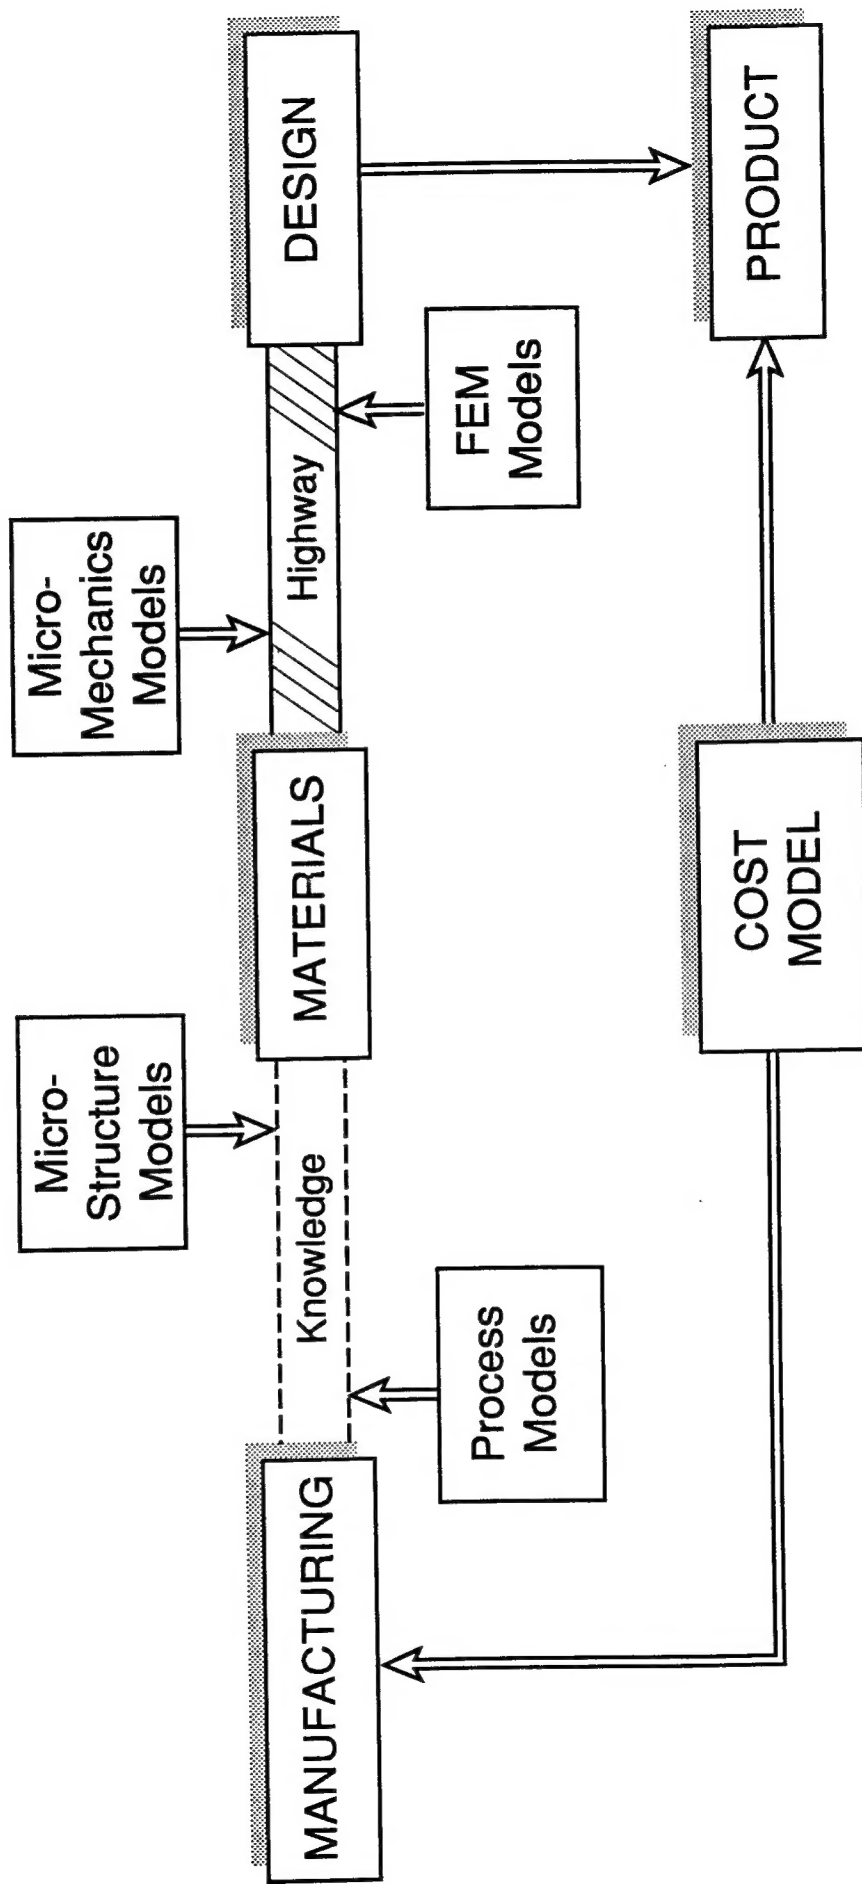 Micro-
Structure
Models
Micro-
Mechanics
Models
MANUFACTURING
Knowledge
MATERIALS
Highway
DESIGN
Process
Models
FEM
Models
COST
MODEL
PRODUCT